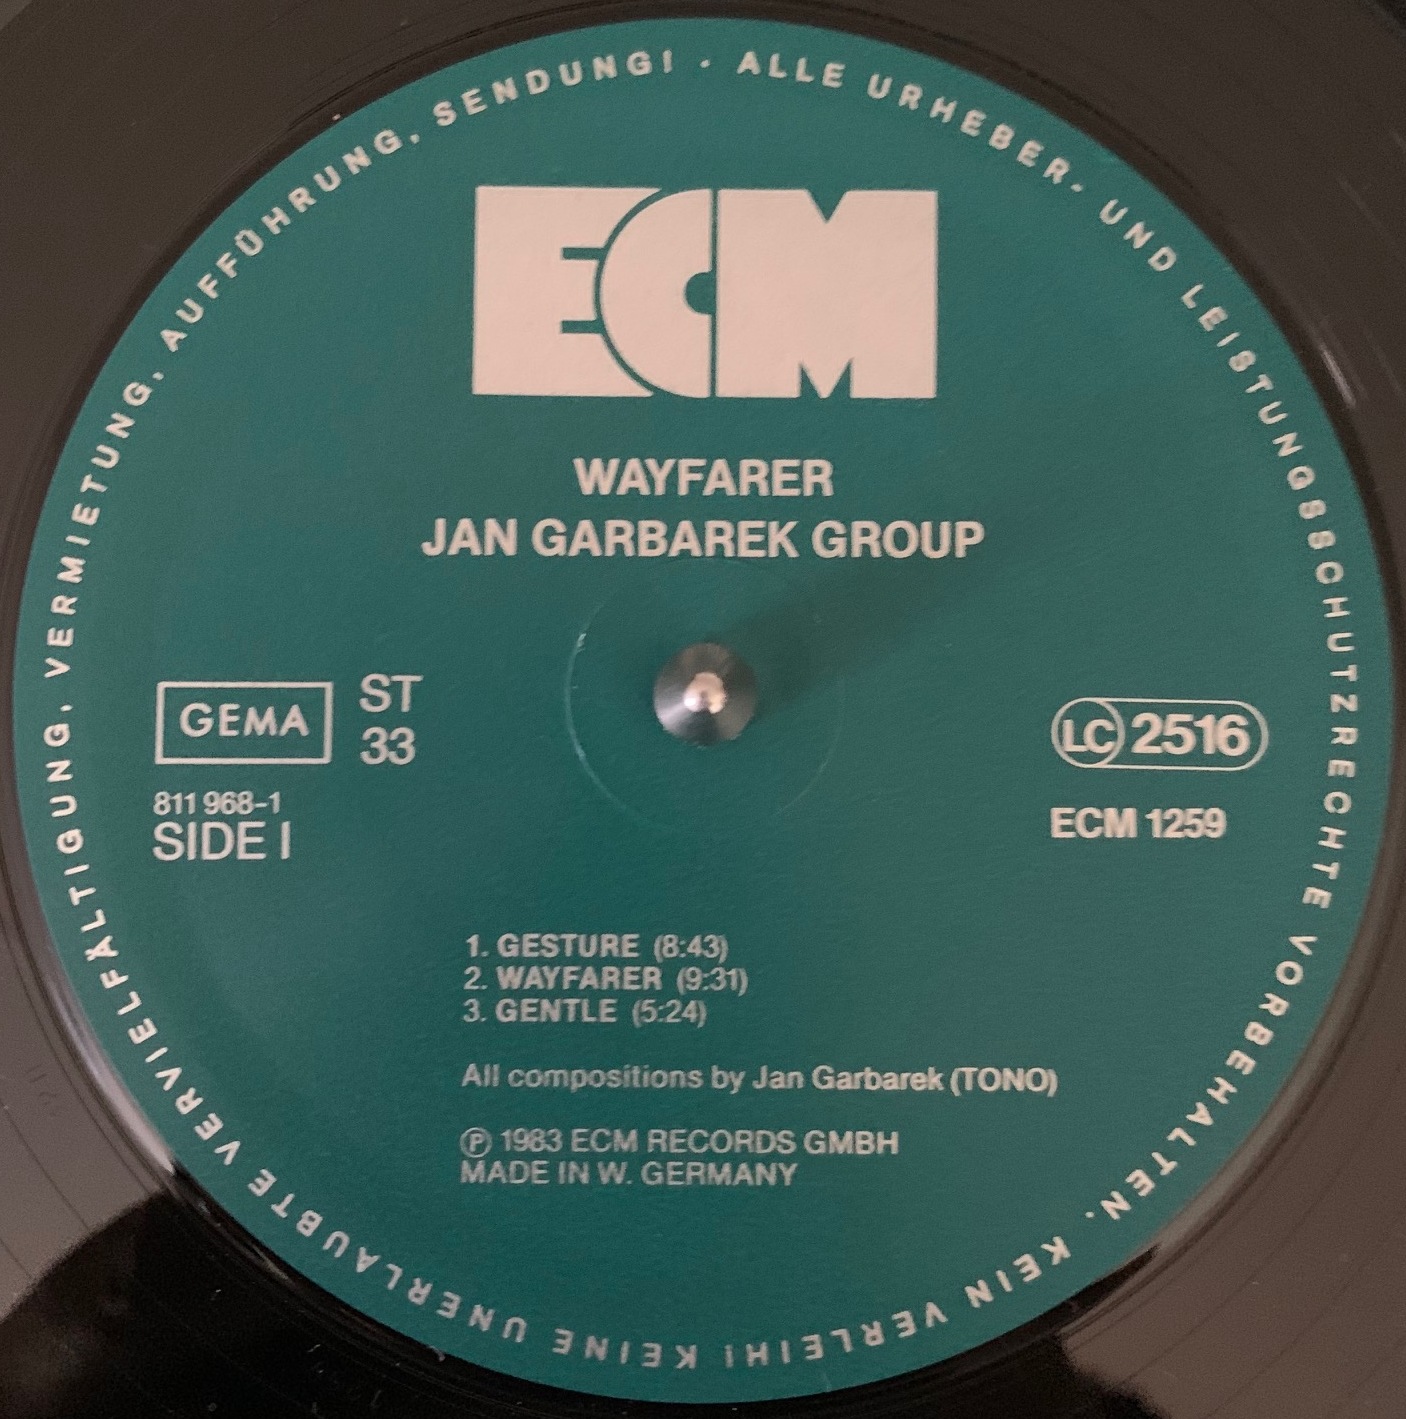 ALLE URHEBER- UND LEISTUNGSSCHUTZRECHTE VORBEHALTEN. KEIN VERLEIH! KEINE UNERLAUBTE VERVIELFÄLTIGUNG, VERMIETUNG, AUFFÜHRUNG, SENDUNG! ·
ECM
WAYFARER
JAN GARBAREK GROUP
GEMA
ST
33
811 968-1
SIDE I
LC 2516
ECM 1259
1. GESTURE (8:43)
2. WAYFARER (9:31)
3. GENTLE (5:24)
All compositions by Jan Garbarek (TONO)
Ⓟ 1983 ECM RECORDS GMBH
MADE IN W. GERMANY